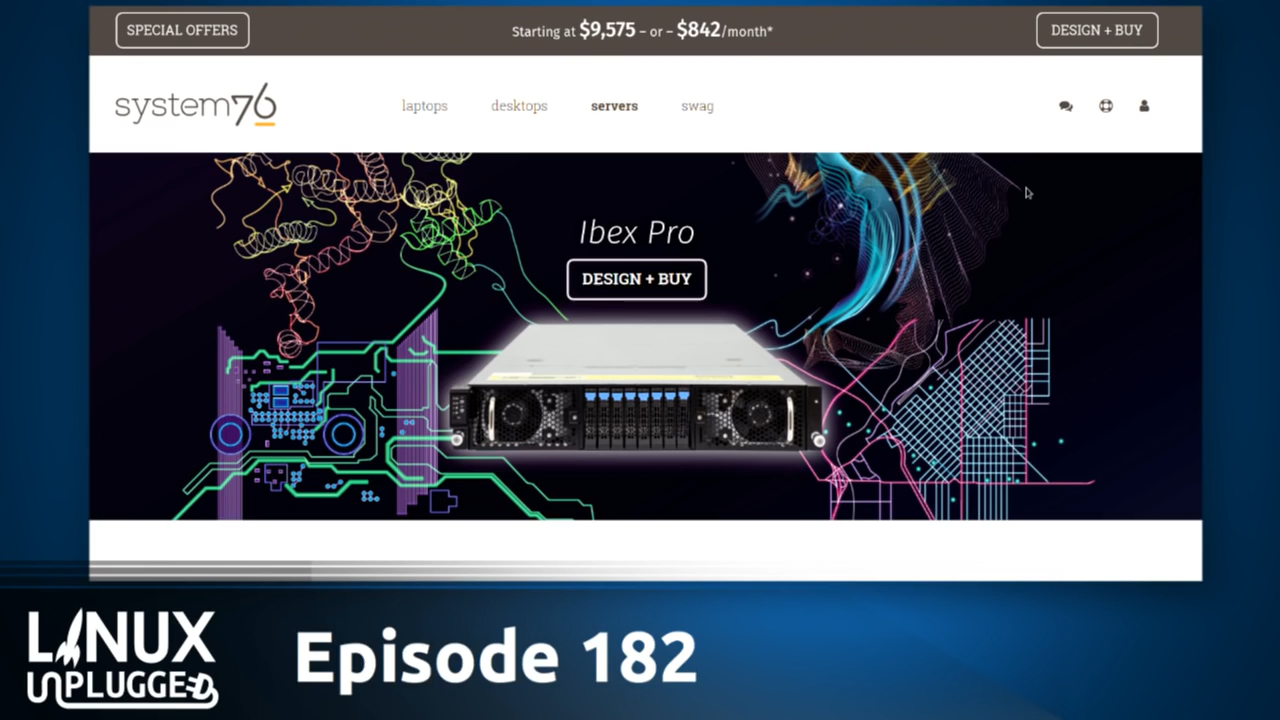 SPECIAL OFFERS
Starting at $9,575 – or – $842/month*
DESIGN + BUY
system76
laptops desktops servers swag
Ibex Pro
DESIGN + BUY
LINUX
UNPLUGGED
Episode 182